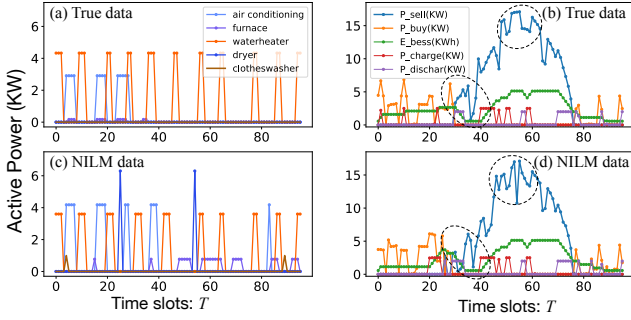 (a) True data
air conditioning
furnace
waterheater
dryer
clotheswasher
4
2
0
0 20 40 60 80
(b) True data
P_sell(KW)
P_buy(KW)
E_bess(KWh)
P_charge(KW)
P_dischar(KW)
15
10
5
0
0 20 40 60 80
Active Power (KW)
(c) NILM data
6
4
2
0
0 20 40 60 80
Time slots: T
(d) NILM data
15
10
5
0
0 20 40 60 80
Time slots: T